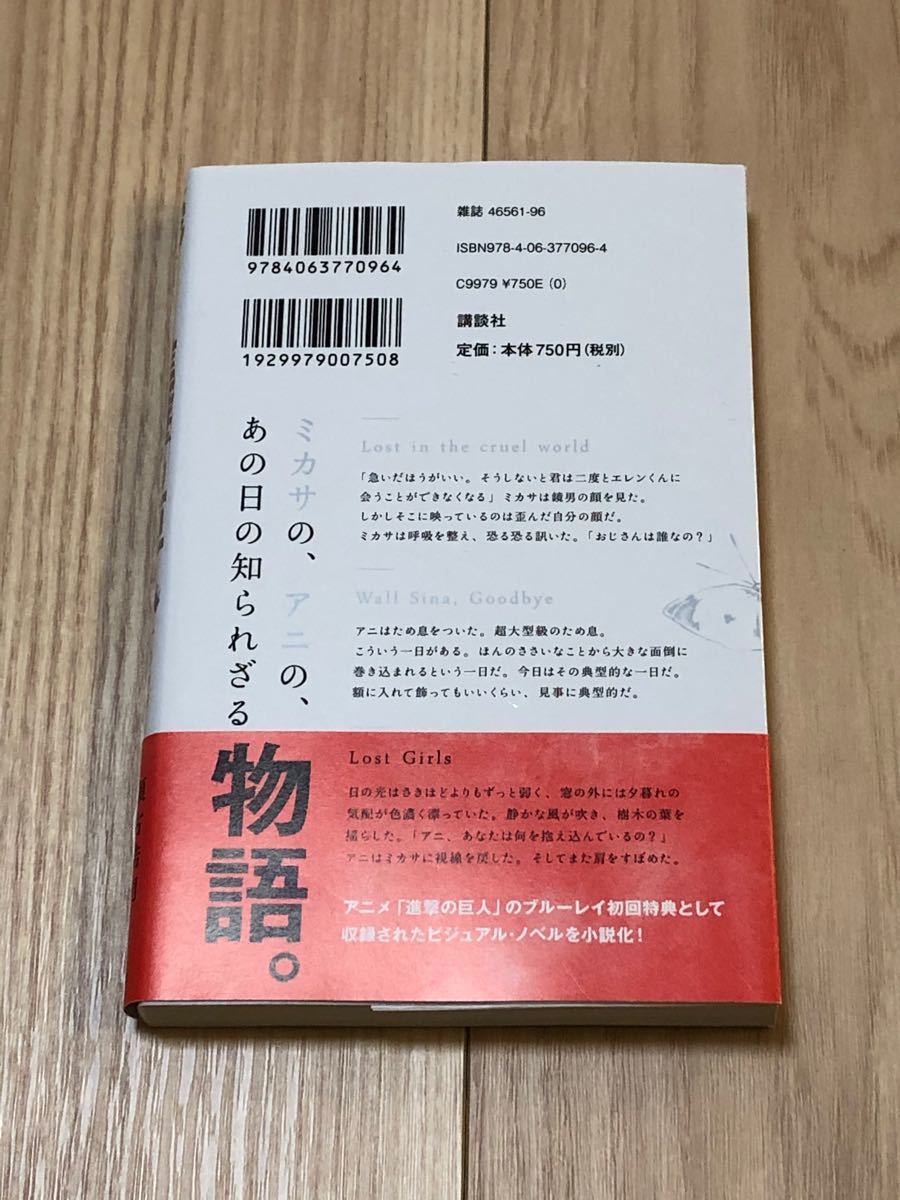 9784063770964
1929979007508
雑誌 46561-96
ISBN978-4-06-377096-4
C9979 ¥750E (0)
講談社
定価：本体750円(税別)
ミカサの、アニの、
あの日の知られざる
物語。
Lost in the cruel world
「急いだほうがいい。そうしないと君は二度とエレンくんに
会うことができなくなる」ミカサは鏡男の顔を見た。
しかしそこに映っているのは歪んだ自分の顔だ。
ミカサは呼吸を整え、恐る恐る訊いた。「おじさんは誰なの？」
Wall Sina, Goodbye
アニはため息をついた。超大型級のため息。
こういう一日がある。ほんのささいなことから大きな面倒に
巻き込まれるという一日だ。今日はその典型的な一日だ。
額に入れて飾ってもいいくらい、見事に典型的だ。
Lost Girls
日の光はさきほどよりもずっと弱く、窓の外には夕暮れの
気配が色濃く漂っていた。静かな風が吹き、樹木の葉を
揺らした。「アニ、あなたは何を抱え込んでいるの？」
アニはミカサに視線を戻した。そしてまた肩をすぼめた。
アニメ「進撃の巨人」のブルーレイ初回特典として
収録されたビジュアル・ノベルを小説化！